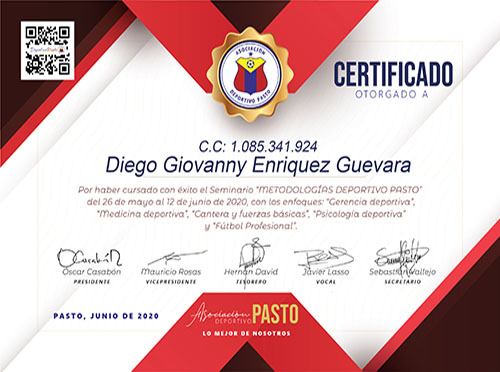 ASOCIACIÓN
DEPORTIVO PASTO
CERTIFICADO
OTORGADO A
C.C: 1.085.341.924
Diego Giovanny Enriquez Guevara
Por haber cursado con éxito el Seminario "METODOLOGÍAS DEPORTIVO PASTO"
del 26 de mayo al 12 de junio de 2020, con los enfoques: "Gerencia deportiva",
"Medicina deportiva", "Cantera y fuerzas básicas", "Psicología deportiva"
y "Fútbol Profesional".
Oscar Casabón Mauricio Rosas Hernán David Javier Lasso Sebastián Vallejo
PRESIDENTE VICEPRESIDENTE TESORERO VOCAL SECRETARIO
PASTO, JUNIO DE 2020
Asociación
DEPORTIVO PASTO
LO MEJOR DE NOSOTROS